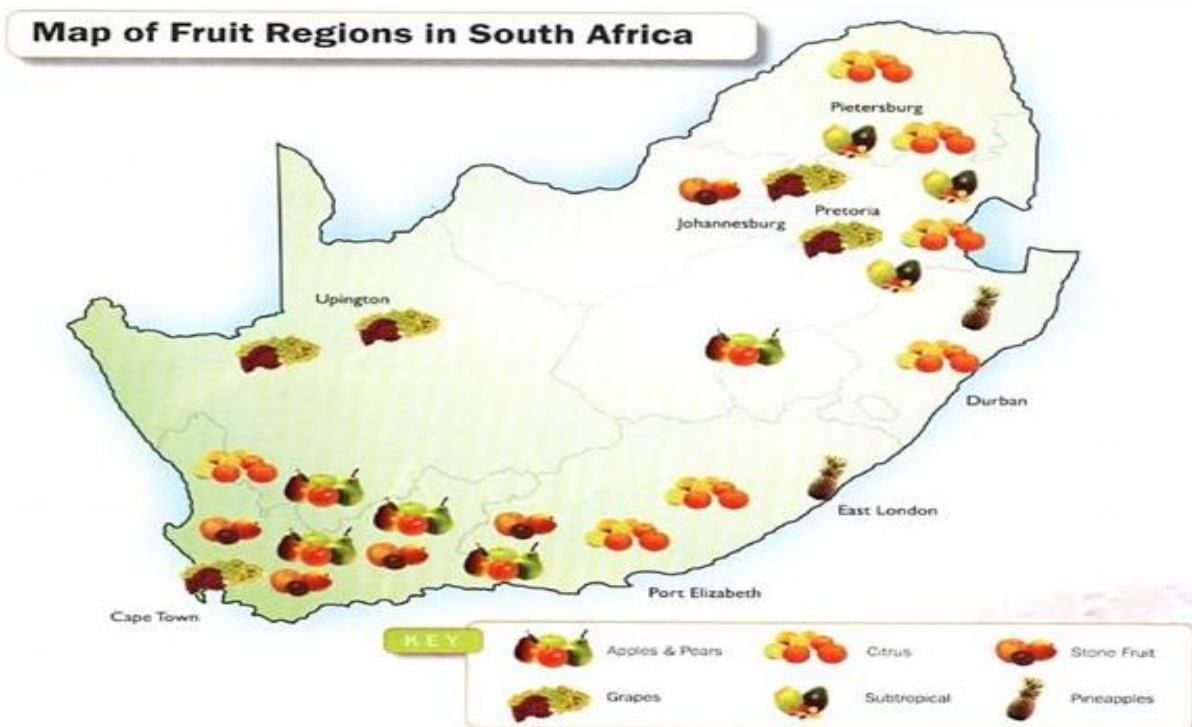 Map of Fruit Regions in South Africa
Pietersburg
Johannesburg
Pretoria
Upington
Durban
East London
Port Elizabeth
Cape Town
KEY
Apples & Pears
Citrus
Stone Fruit
Grapes
Subtropical
Pineapples